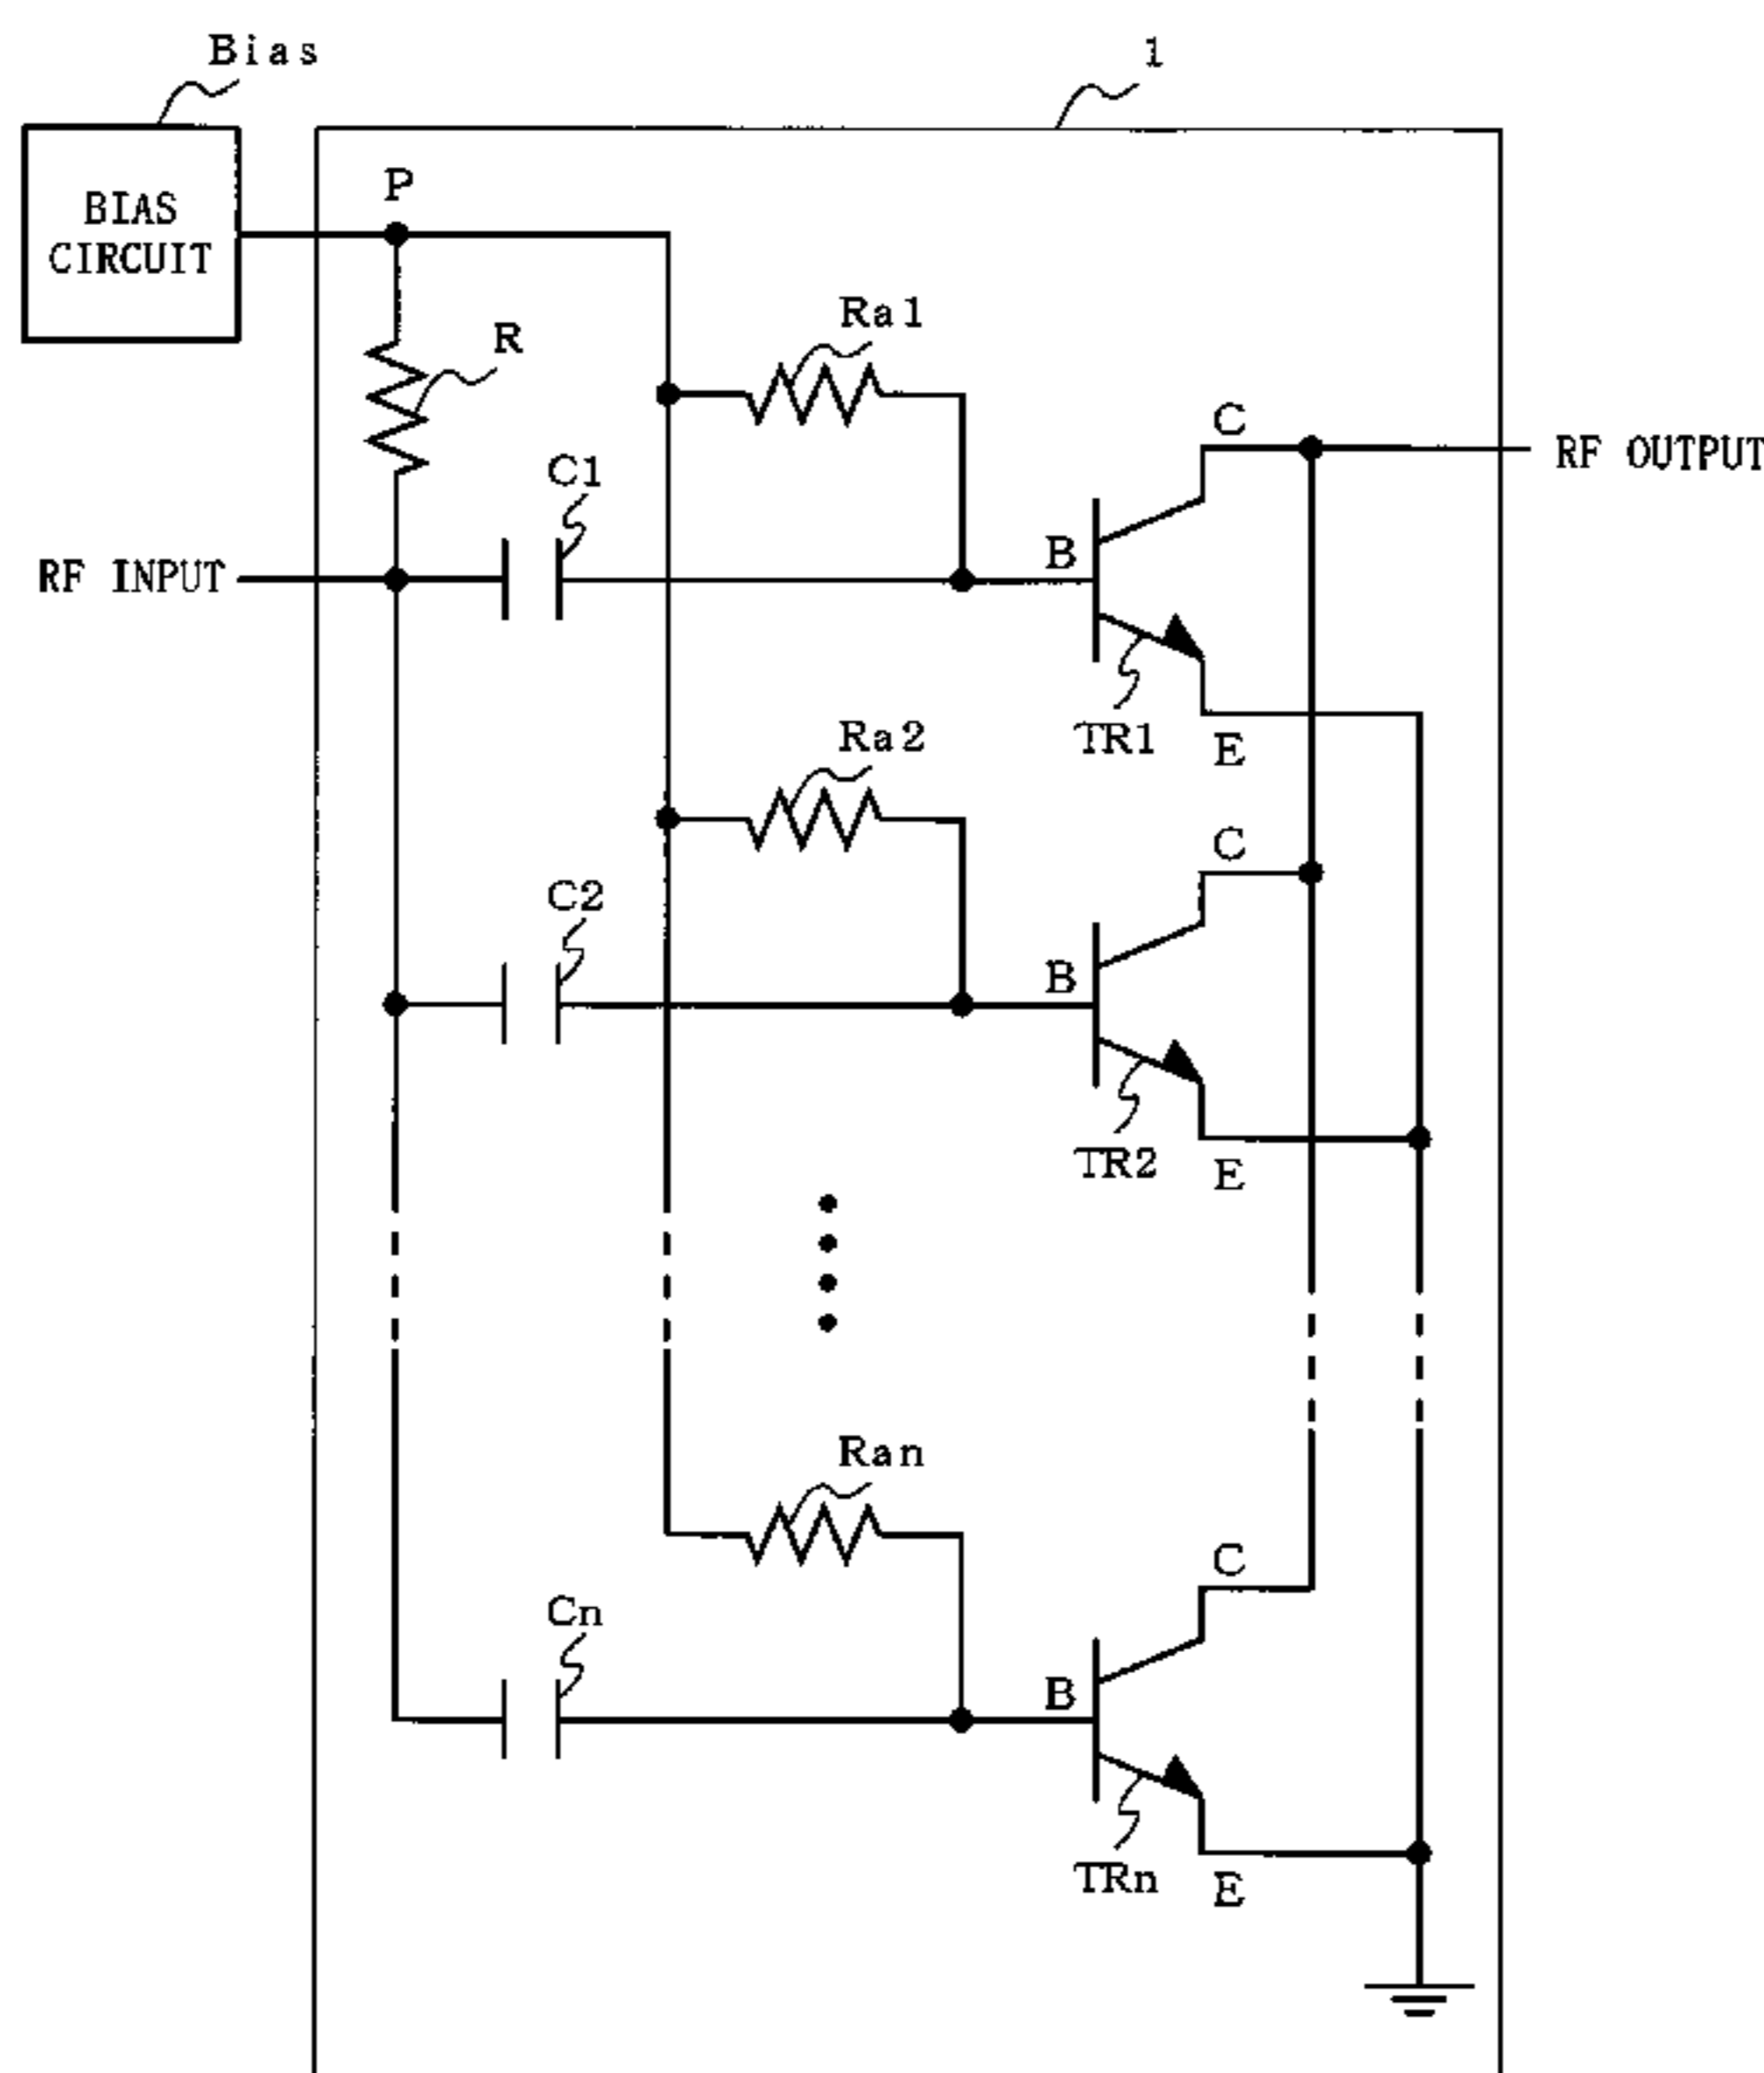 Bias
1
BIAS
CIRCUIT
P
R
Ra1
C
RF OUTPUT
C1
B
RF INPUT
TR1
E
Ra2
C
C2
B
TR2
E
Ran
C
Cn
B
TRn
E